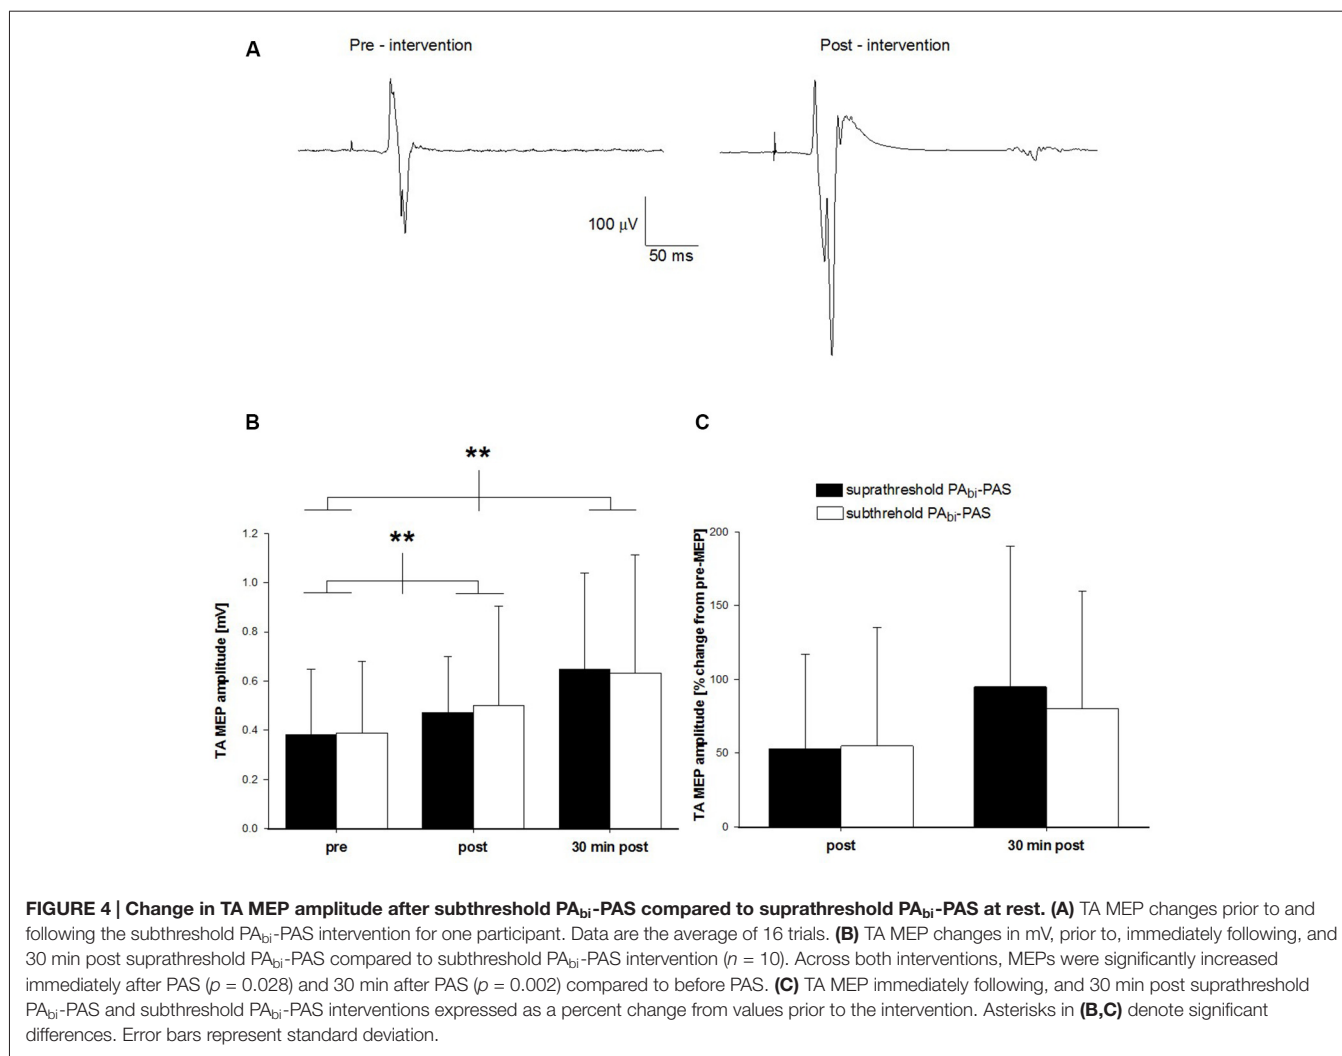 A
Pre - intervention
Post - intervention
100 µV
50 ms
B
**
**
TA MEP amplitude [mV]
1.2
1.0
0.8
0.6
0.4
0.2
0.0
pre
post
30 min post
C
suprathreshold PAbi-PAS
subthrehold PAbi-PAS
TA MEP amplitude [% change from pre-MEP]
200
150
100
50
0
post
30 min post
FIGURE 4 | Change in TA MEP amplitude after subthreshold PAbi-PAS compared to suprathreshold PAbi-PAS at rest. (A) TA MEP changes prior to and
following the subthreshold PAbi-PAS intervention for one participant. Data are the average of 16 trials. (B) TA MEP changes in mV, prior to, immediately following, and
30 min post suprathreshold PAbi-PAS compared to subthreshold PAbi-PAS intervention (n = 10). Across both interventions, MEPs were significantly increased
immediately after PAS (p = 0.028) and 30 min after PAS (p = 0.002) compared to before PAS. (C) TA MEP immediately following, and 30 min post suprathreshold
PAbi-PAS and subthreshold PAbi-PAS interventions expressed as a percent change from values prior to the intervention. Asterisks in (B,C) denote significant
differences. Error bars represent standard deviation.